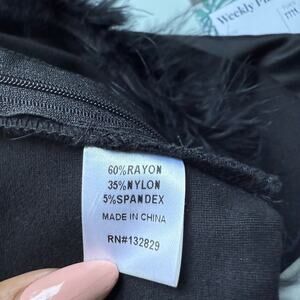 Weekly
60%RAYON
35%NYLON
5%SPANDEX
MADE IN CHINA
RN#132829